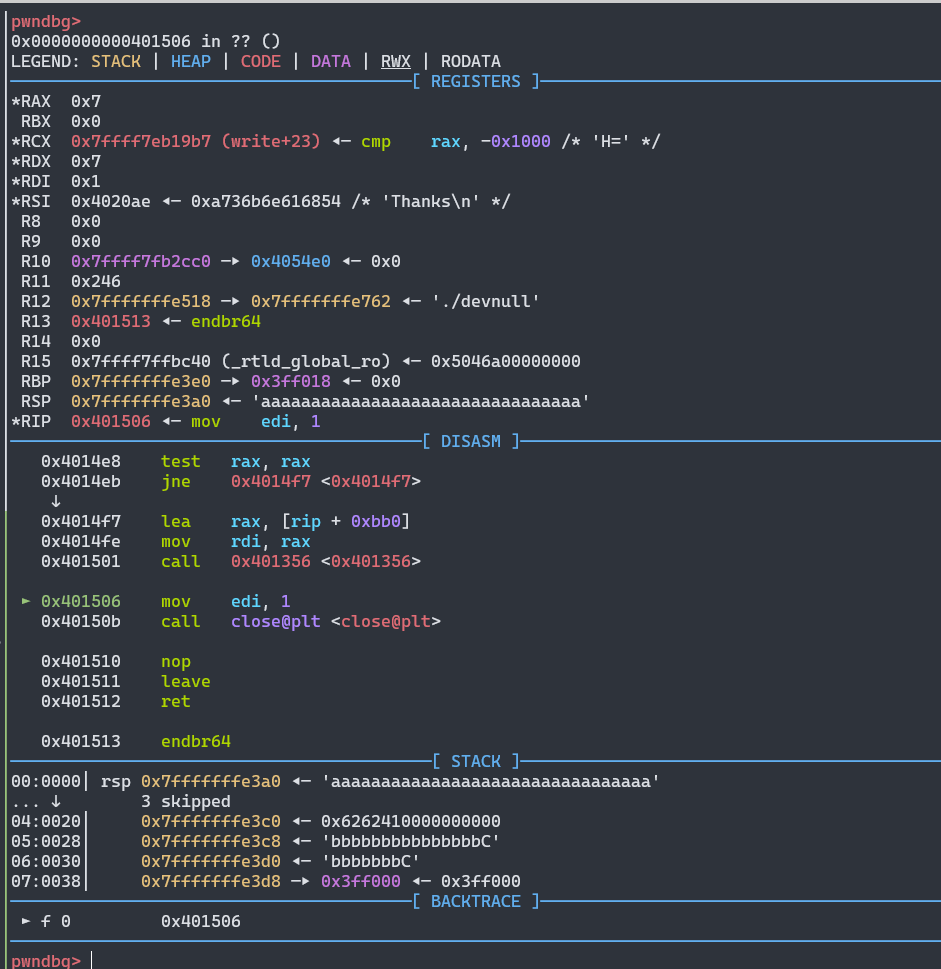 pwndbg>
0x0000000000401506 in ?? ()
LEGEND: STACK | HEAP | CODE | DATA | RWX | RODATA
[ REGISTERS ]
*RAX  0x7
 RBX  0x0
*RCX  0x7ffff7eb19b7 (write+23) ◂— cmp    rax, -0x1000 /* 'H=' */
*RDX  0x7
*RDI  0x1
*RSI  0x4020ae ◂— 0xa736b6e616854 /* 'Thanks\n' */
 R8   0x0
 R9   0x0
 R10  0x7ffff7fb2cc0 —▸ 0x4054e0 ◂— 0x0
 R11  0x246
 R12  0x7fffffffe518 —▸ 0x7fffffffe762 ◂— './devnull'
 R13  0x401513 ◂— endbr64
 R14  0x0
 R15  0x7ffff7ffbc40 (_rtld_global_ro) ◂— 0x5046a00000000
 RBP  0x7fffffffe3e0 —▸ 0x3ff018 ◂— 0x0
 RSP  0x7fffffffe3a0 ◂— 'aaaaaaaaaaaaaaaaaaaaaaaaaaaaaaaa'
*RIP  0x401506 ◂— mov    edi, 1
[ DISASM ]
   0x4014e8    test   rax, rax
   0x4014eb    jne    0x4014f7 <0x4014f7>
    ↓
   0x4014f7    lea    rax, [rip + 0xbb0]
   0x4014fe    mov    rdi, rax
   0x401501    call   0x401356 <0x401356>
 ► 0x401506    mov    edi, 1
   0x40150b    call   close@plt <close@plt>
   0x401510    nop
   0x401511    leave
   0x401512    ret
   0x401513    endbr64
[ STACK ]
00:0000│ rsp 0x7fffffffe3a0 ◂— 'aaaaaaaaaaaaaaaaaaaaaaaaaaaaaaaa'
... ↓        3 skipped
04:0020│     0x7fffffffe3c0 ◂— 0x6262410000000000
05:0028│     0x7fffffffe3c8 ◂— 'bbbbbbbbbbbbbbbC'
06:0030│     0x7fffffffe3d0 ◂— 'bbbbbbbC'
07:0038│     0x7fffffffe3d8 —▸ 0x3ff000 ◂— 0x3ff000
[ BACKTRACE ]
 ► f 0         0x401506
pwndbg>